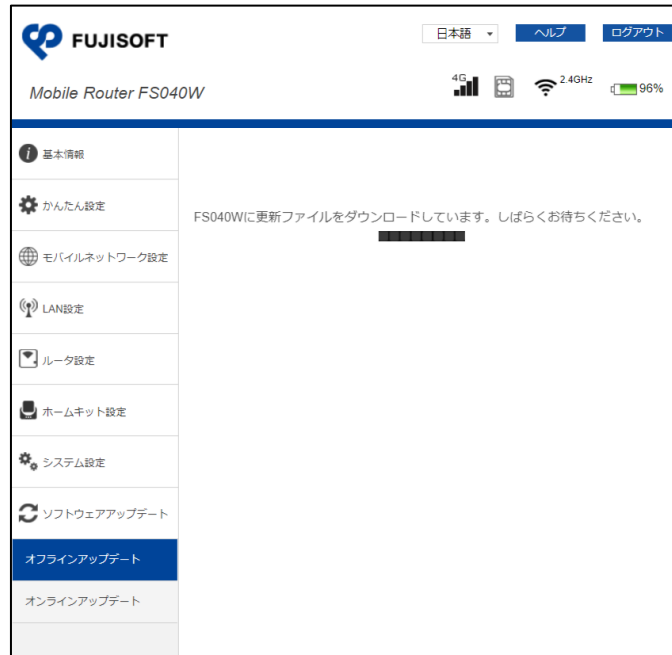 FUJISOFT
日本語
ヘルプ
ログアウト
Mobile Router FS040W
4G
2.4GHz
96%
基本情報
かんたん設定
モバイルネットワーク設定
LAN設定
ルータ設定
ホームキット設定
システム設定
ソフトウェアアップデート
オフラインアップデート
オンラインアップデート
FS040Wに更新ファイルをダウンロードしています。しばらくお待ちください。